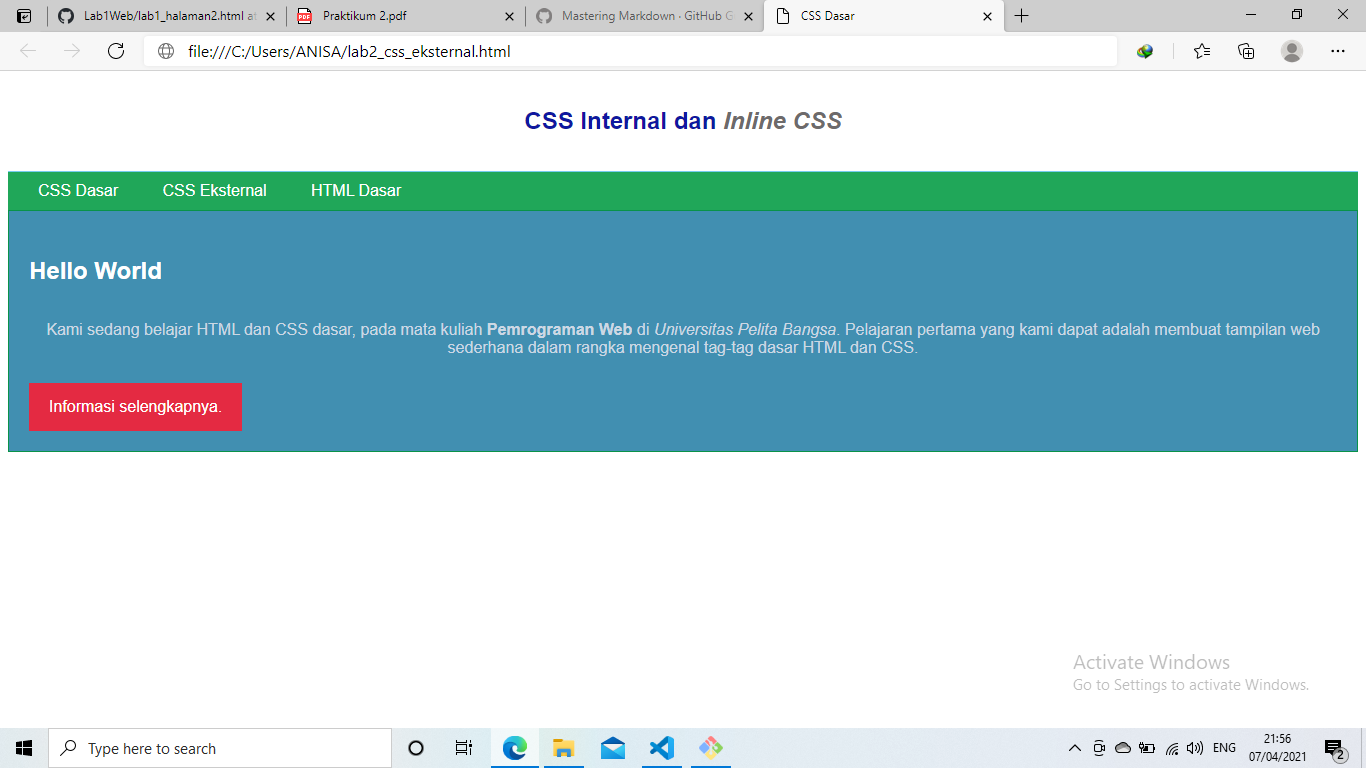 Lab1Web/lab1_halaman2.html at
Praktikum 2.pdf
Mastering Markdown · GitHub G
CSS Dasar
file:///C:/Users/ANISA/lab2_css_eksternal.html
CSS Internal dan Inline CSS
CSS Dasar CSS Eksternal HTML Dasar
Hello World
Kami sedang belajar HTML dan CSS dasar, pada mata kuliah Pemrograman Web di Universitas Pelita Bangsa. Pelajaran pertama yang kami dapat adalah membuat tampilan web
sederhana dalam rangka mengenal tag-tag dasar HTML dan CSS.
Informasi selengkapnya.
Activate Windows
Go to Settings to activate Windows.
Type here to search
ENG
21:56
07/04/2021
2